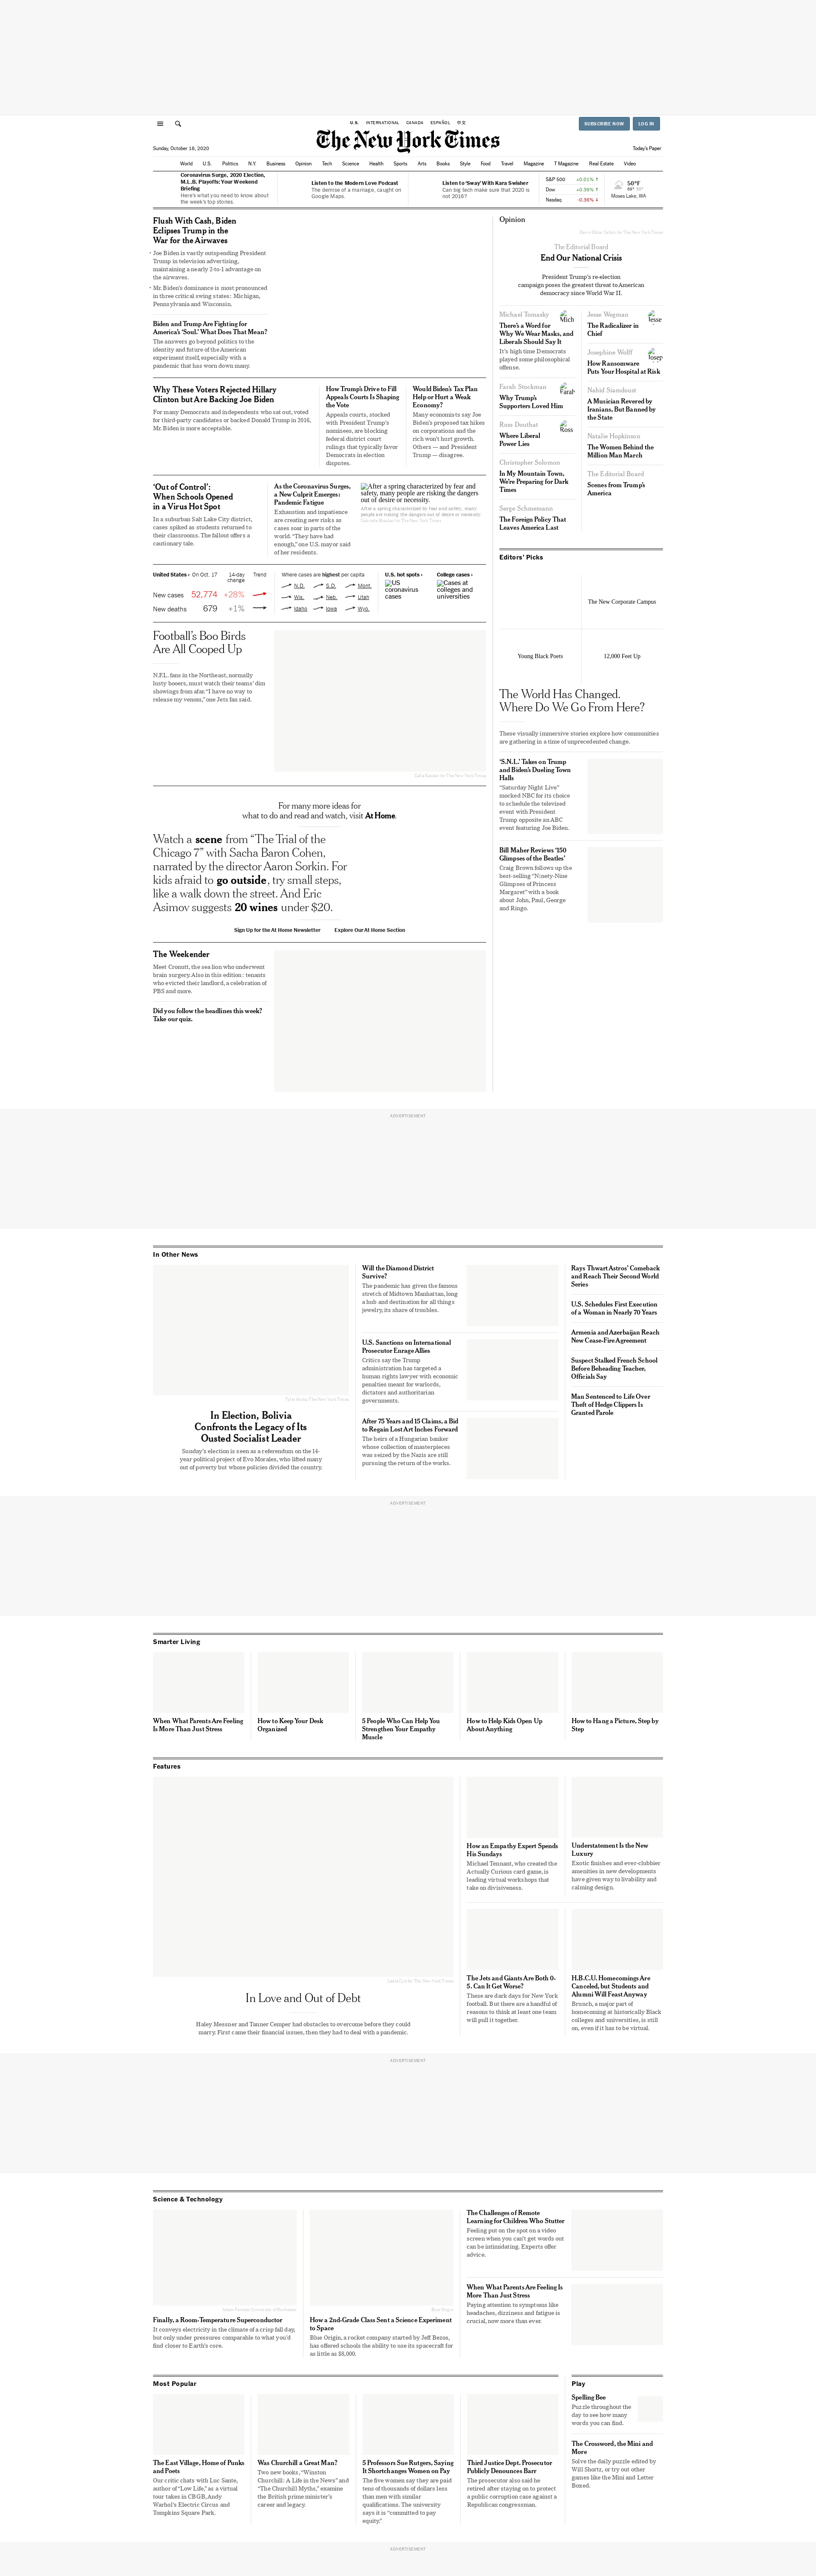 U.S. INTERNATIONAL CANADA ESPAÑOL 中文
SUBSCRIBE NOW LOG IN
The New York Times
Sunday, October 18, 2020
Today's Paper
World U.S. Politics N.Y. Business Opinion Tech Science Health Sports Arts Books Style Food Travel Magazine T Magazine Real Estate Video
Coronavirus Surge, 2020 Election,
M.L.B. Playoffs: Your Weekend
Briefing
Here's what you need to know about
the week's top stories.
Listen to the Modern Love Podcast
The demise of a marriage, caught on
Google Maps.
Listen to 'Sway' With Kara Swisher
Can big tech make sure that 2020 is
not 2016?
S&P 500 +0.01% ↑
Dow +0.39% ↑
Nasdaq -0.36% ↓
50°F
Moses Lake, WA
Flush With Cash, Biden
Eclipses Trump in the
War for the Airwaves
• Joe Biden is vastly outspending President
Trump in television advertising,
maintaining a nearly 2-to-1 advantage on
the airwaves.
• Mr. Biden's dominance is most pronounced
in three critical swing states: Michigan,
Pennsylvania and Wisconsin.
Biden and Trump Are Fighting for
America's 'Soul.' What Does That Mean?
The answers go beyond politics to the
identity and future of the American
experiment itself, especially with a
pandemic that has worn down many.
Why These Voters Rejected Hillary
Clinton but Are Backing Joe Biden
For many Democrats and independents who sat out, voted
for third-party candidates or backed Donald Trump in 2016,
Mr. Biden is more acceptable.
How Trump's Drive to Fill
Appeals Courts Is Shaping
the Vote
Appeals courts, stocked
with President Trump's
nominees, are blocking
federal district court
rulings that typically favor
Democrats in election
disputes.
Would Biden's Tax Plan
Help or Hurt a Weak
Economy?
Many economists say Joe
Biden's proposed tax hikes
on corporations and the
rich won't hurt growth.
Others — and President
Trump — disagree.
'Out of Control':
When Schools Opened
in a Virus Hot Spot
In a suburban Salt Lake City district,
cases spiked as students returned to
their classrooms. The fallout offers a
cautionary tale.
As the Coronavirus Surges,
a New Culprit Emerges:
Pandemic Fatigue
Exhaustion and impatience
are creating new risks as
cases soar in parts of the
world. "They have had
enough," one U.S. mayor said
of her residents.
After a spring characterized by fear and
safety, many people are risking the dangers
out of desire or necessity.
After a spring characterized by fear and safety, many
people are risking the dangers out of desire or necessity.
United States › On Oct. 17 14-day
change Trend
New cases 52,774 +28%
New deaths 679 +1%
Where cases are highest per capita
N.D. S.D. Mont.
Wis. Neb. Utah
Idaho Iowa Wyo.
U.S. hot spots ›
US
coronavirus
cases
College cases ›
Cases at
colleges and
universities
Football's Boo Birds
Are All Cooped Up
N.F.L. fans in the Northeast, normally
lusty booers, must watch their teams' dim
showings from afar. "I have no way to
release my venom," one Jets fan said.
For many more ideas for
what to do and read and watch, visit At Home.
Watch a scene from "The Trial of the
Chicago 7" with Sacha Baron Cohen,
narrated by the director Aaron Sorkin. For
kids afraid to go outside, try small steps,
like a walk down the street. And Eric
Asimov suggests 20 wines under $20.
Sign Up for the At Home Newsletter Explore Our At Home Section
The Weekender
Meet Cronutt, the sea lion who underwent
brain surgery. Also in this edition: tenants
who evicted their landlord, a celebration of
PBS and more.
Did you follow the headlines this week?
Take our quiz.
Opinion
The Editorial Board
End Our National Crisis
President Trump's re-election
campaign poses the greatest threat to American
democracy since World War II.
Michael Tomasky
There's a Word for
Why We Wear Masks, and
Liberals Should Say It
It's high time Democrats
played some philosophical
offense.
Farah Stockman
Why Trump's
Supporters Loved Him
Ross Douthat
Where Liberal
Power Lies
Christopher Solomon
In My Mountain Town,
We're Preparing for Dark
Times
Serge Schmemann
The Foreign Policy That
Leaves America Last
Jesse Wegman
The Radicalizer in
Chief
Josephine Wolff
How Ransomware
Puts Your Hospital at Risk
Nahid Siamdoust
A Musician Revered by
Iranians, But Banned by
the State
Natalie Hopkinson
The Women Behind the
Million Man March
The Editorial Board
Scenes from Trump's
America
Editors' Picks
The New Corporate Campus
Young Black Poets
12,000 Feet Up
The World Has Changed.
Where Do We Go From Here?
These visually immersive stories explore how communities
are gathering in a time of unprecedented change.
'S.N.L.' Takes on Trump
and Biden's Dueling Town
Halls
"Saturday Night Live"
mocked NBC for its choice
to schedule the televized
event with President
Trump opposite an ABC
event featuring Joe Biden.
Bill Maher Reviews '150
Glimpses of the Beatles'
Craig Brown follows up the
best-selling "Ninety-Nine
Glimpses of Princess
Margaret" with a book
about John, Paul, George
and Ringo.
ADVERTISEMENT
In Other News
In Election, Bolivia
Confronts the Legacy of Its
Ousted Socialist Leader
Sunday's election is seen as a referendum on the 14-
year political project of Evo Morales, who lifted many
out of poverty but whose policies divided the country.
Will the Diamond District
Survive?
The pandemic has given the famous
stretch of Midtown Manhattan, long
a hub and destination for all things
jewelry, its share of troubles.
U.S. Sanctions on International
Prosecutor Enrage Allies
Critics say the Trump
administration has targeted a
human rights lawyer with economic
penalties meant for warlords,
dictators and authoritarian
governments.
After 75 Years and 15 Claims, a Bid
to Regain Lost Art Inches Forward
The heirs of a Hungarian banker
whose collection of masterpieces
was seized by the Nazis are still
pursuing the return of the works.
Rays Thwart Astros' Comeback
and Reach Their Second World
Series
U.S. Schedules First Execution
of a Woman in Nearly 70 Years
Armenia and Azerbaijan Reach
New Cease-Fire Agreement
Suspect Stalked French School
Before Beheading Teacher,
Officials Say
Man Sentenced to Life Over
Theft of Hedge Clippers Is
Granted Parole
ADVERTISEMENT
Smarter Living
When What Parents Are Feeling
Is More Than Just Stress
How to Keep Your Desk
Organized
5 People Who Can Help You
Strengthen Your Empathy
Muscle
How to Help Kids Open Up
About Anything
How to Hang a Picture, Step by
Step
Features
In Love and Out of Debt
Haley Messner and Tanner Cemper had obstacles to overcome before they could
marry. First came their financial issues, then they had to deal with a pandemic.
How an Empathy Expert Spends
His Sundays
Michael Tennant, who created the
Actually Curious card game, is
leading virtual workshops that
take on divisiveness.
Understatement Is the New
Luxury
Exotic finishes and ever-clubbier
amenities in new developments
have given way to livability and
calming design.
The Jets and Giants Are Both 0-
5. Can It Get Worse?
These are dark days for New York
football. But there are a handful of
reasons to think at least one team
will pull it together.
H.B.C.U. Homecomings Are
Canceled, but Students and
Alumni Will Feast Anyway
Brunch, a major part of
homecoming at historically Black
colleges and universities, is still
on, even if it has to be virtual.
ADVERTISEMENT
Science & Technology
Finally, a Room-Temperature Superconductor
It conveys electricity in the climate of a crisp fall day,
but only under pressures comparable to what you'd
find closer to Earth's core.
How a 2nd-Grade Class Sent a Science Experiment
to Space
Blue Origin, a rocket company started by Jeff Bezos,
has offered schools the ability to use its spacecraft for
as little as $8,000.
The Challenges of Remote
Learning for Children Who Stutter
Feeling put on the spot on a video
screen when you can't get words out
can be intimidating. Experts offer
advice.
When What Parents Are Feeling Is
More Than Just Stress
Paying attention to symptoms like
headaches, dizziness and fatigue is
crucial, now more than ever.
Most Popular
The East Village, Home of Punks
and Poets
Our critic chats with Luc Sante,
author of "Low Life," as a virtual
tour takes in CBGB, Andy
Warhol's Electric Circus and
Tompkins Square Park.
Was Churchill a Great Man?
Two new books, "Winston
Churchill: A Life in the News" and
"The Churchill Myths," examine
the British prime minister's
career and legacy.
5 Professors Sue Rutgers, Saying
It Shortchanges Women on Pay
The five women say they are paid
tens of thousands of dollars less
than men with similar
qualifications. The university
says it is "committed to pay
equity."
Third Justice Dept. Prosecutor
Publicly Denounces Barr
The prosecutor also said he
retired after staying on to protect
a public corruption case against a
Republican congressman.
Play
Spelling Bee
Puzzle throughout the
day to see how many
words you can find.
The Crossword, the Mini and
More
Solve the daily puzzle edited by
Will Shortz, or try out other
games like the Mini and Letter
Boxed.
ADVERTISEMENT